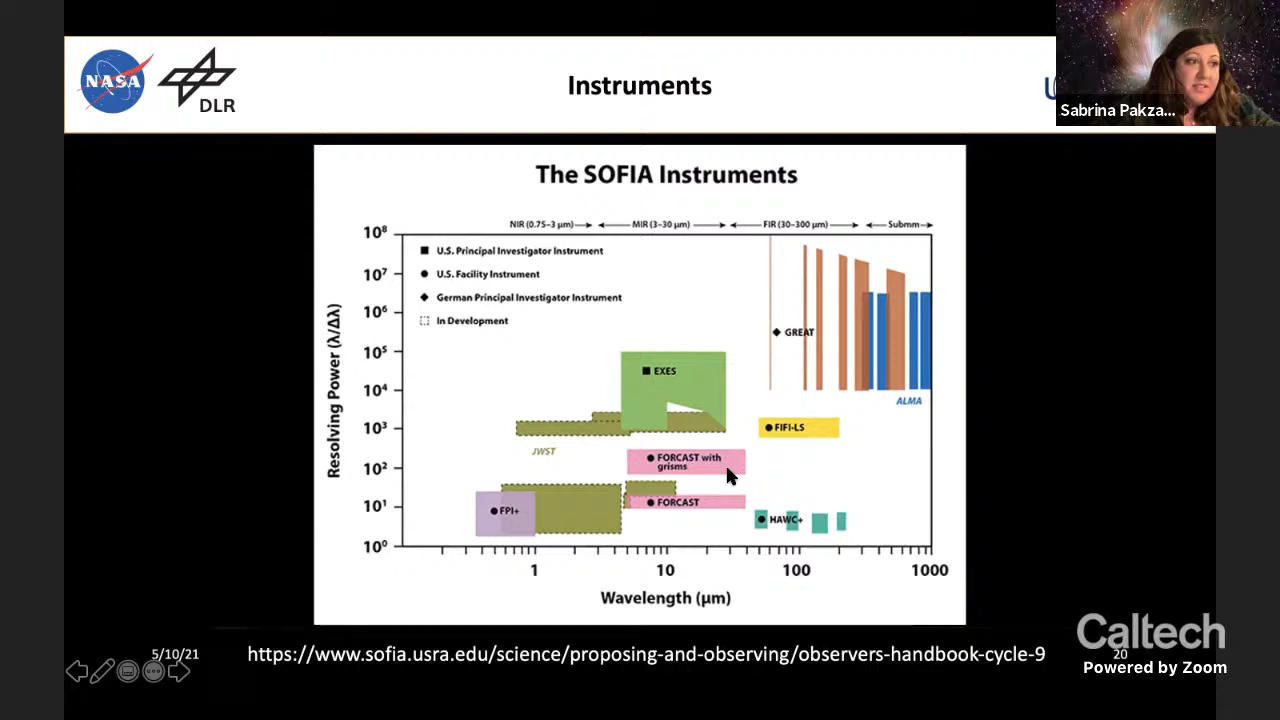 NASA
DLR
Instruments
Sabrina Pakza...
The SOFIA Instruments
NIR (0.75–3 μm)
MIR (3–30 μm)
FIR (30–300 μm)
Submm
Resolving Power (λ/Δλ)
10⁸
10⁷
10⁶
10⁵
10⁴
10³
10²
10¹
10⁰
U.S. Principal Investigator Instrument
U.S. Facility Instrument
German Principal Investigator Instrument
In Development
GREAT
EXES
ALMA
FIFI-LS
JWST
FORCAST with
grisms
FORCAST
FPI+
HAWC+
1
10
100
1000
Wavelength (μm)
Caltech
Powered by Zoom
5/10/21
https://www.sofia.usra.edu/science/proposing-and-observing/observers-handbook-cycle-9
20